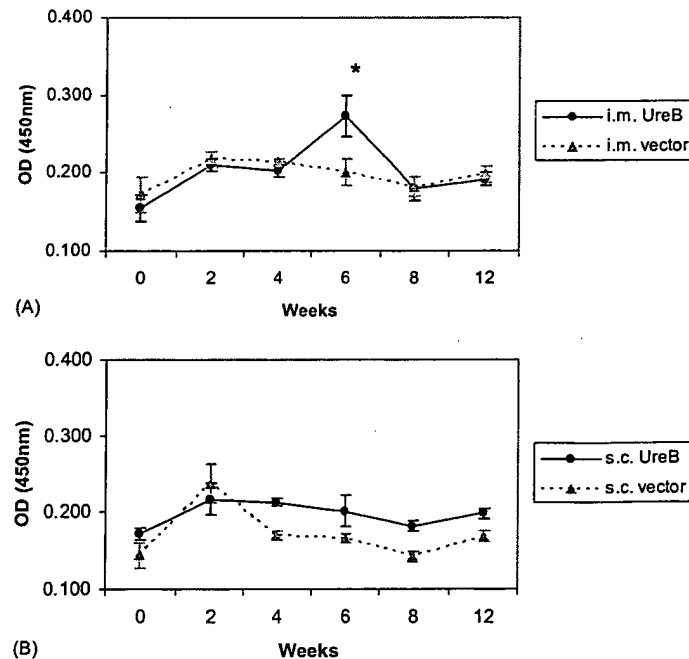 0.400
*
0.300
OD (450nm)
0.200
0.100
0 2 4 6 8 12
Weeks
(A)
i.m. UreB
i.m. vector
0.400
0.300
OD (450nm)
0.200
0.100
0 2 4 6 8 12
Weeks
(B)
s.c. UreB
s.c. vector